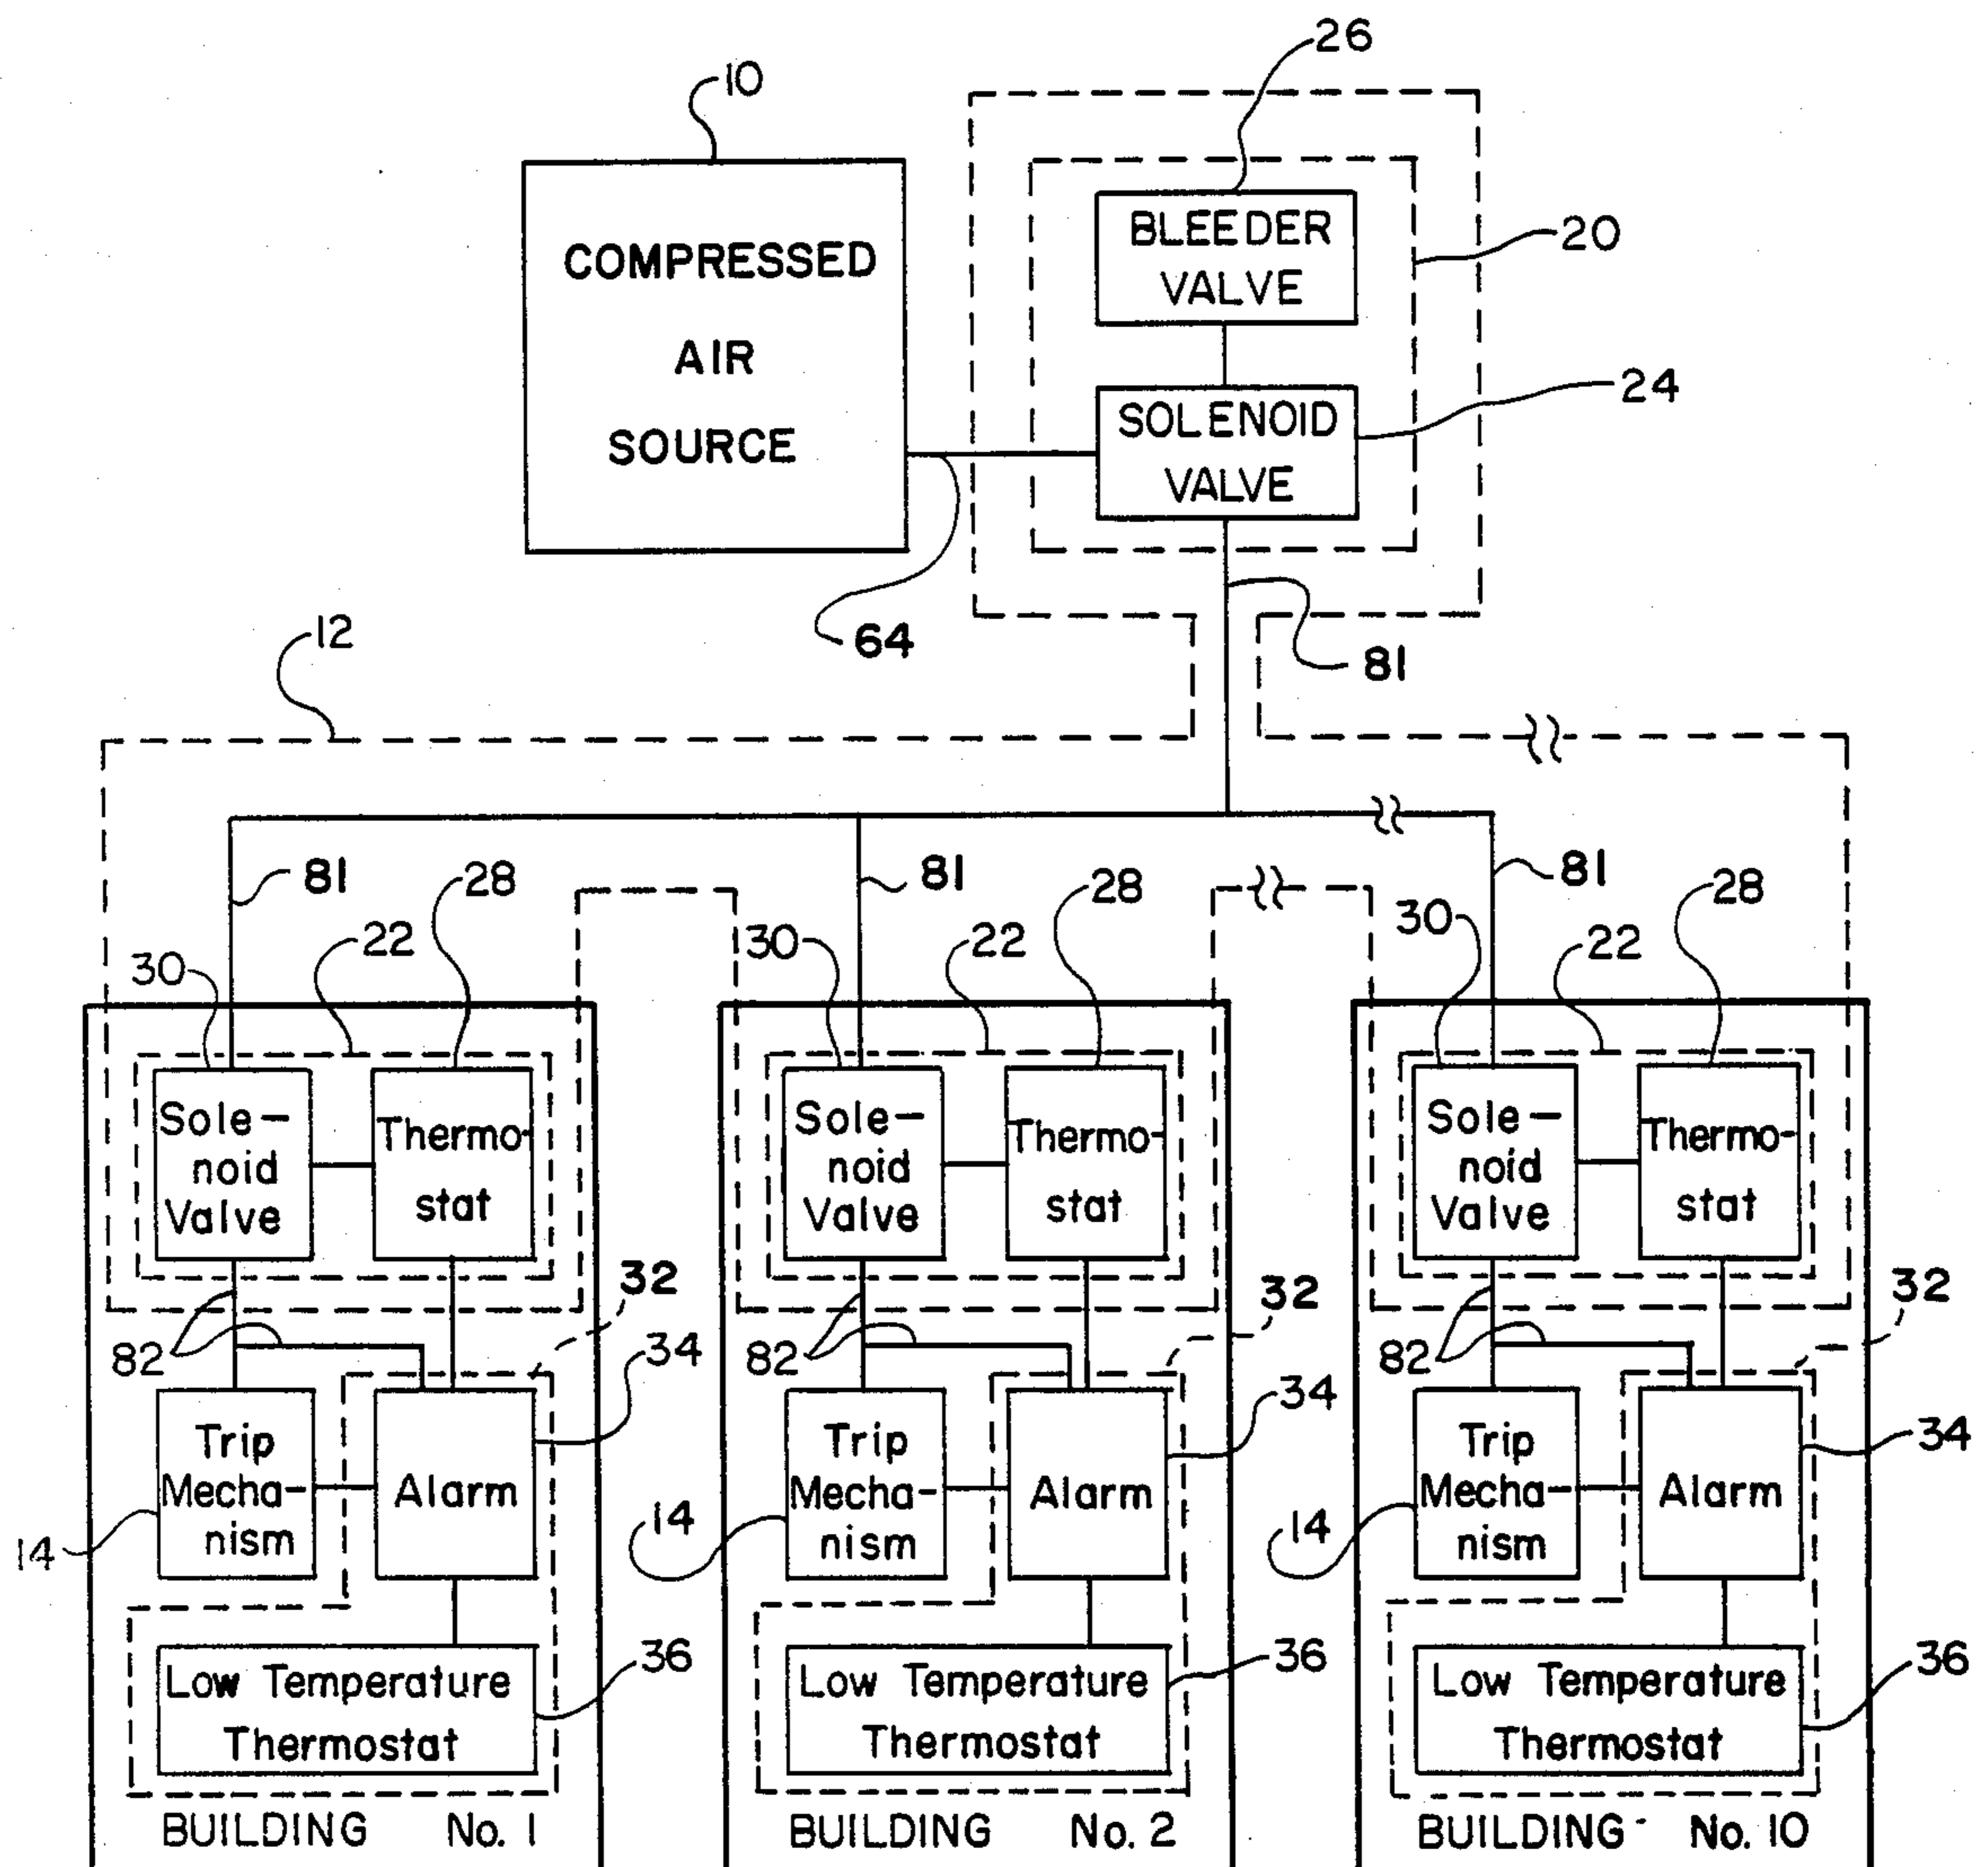 26
10
COMPRESSED
AIR
SOURCE
BLEEDER
VALVE
20
24
SOLENOID
VALVE
64
81
12
81
28
22
30
81
28
22
30
81
28
22
30
Sole-
noid
Valve
Thermo-
stat
Sole-
noid
Valve
Thermo-
stat
Sole-
noid
Valve
Thermo-
stat
82
32
34
82
32
34
82
32
34
Trip
Mecha-
nism
Alarm
14
Trip
Mecha-
nism
Alarm
14
Trip
Mecha-
nism
Alarm
14
Low Temperature
Thermostat
36
Low Temperature
Thermostat
36
Low Temperature
Thermostat
36
BUILDING No. 1
BUILDING No. 2
BUILDING No. 10